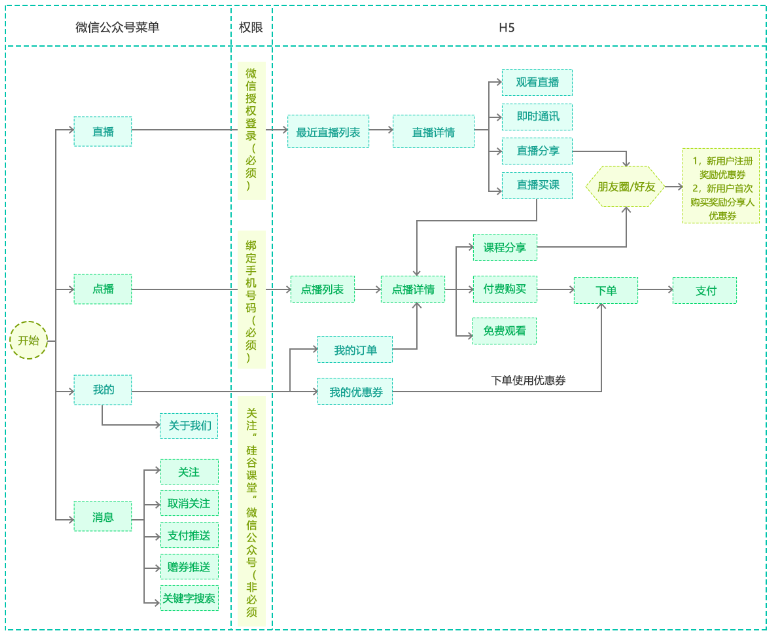 微信公众号菜单
权限
H5
微信授权登录(必须)
绑定手机号码(必须)
关注“硅谷课堂”微信公众号(非必须
开始
直播
点播
我的
关于我们
消息
关注
取消关注
支付推送
赠券推送
关键字搜索
最近直播列表
直播详情
观看直播
即时通讯
直播分享
直播买课
朋友圈/好友
1，新用户注册
奖励优惠券
2，新用户首次
购买奖励分享人
优惠券
点播列表
点播详情
课程分享
付费购买
免费观看
下单
支付
我的订单
我的优惠券
下单使用优惠券